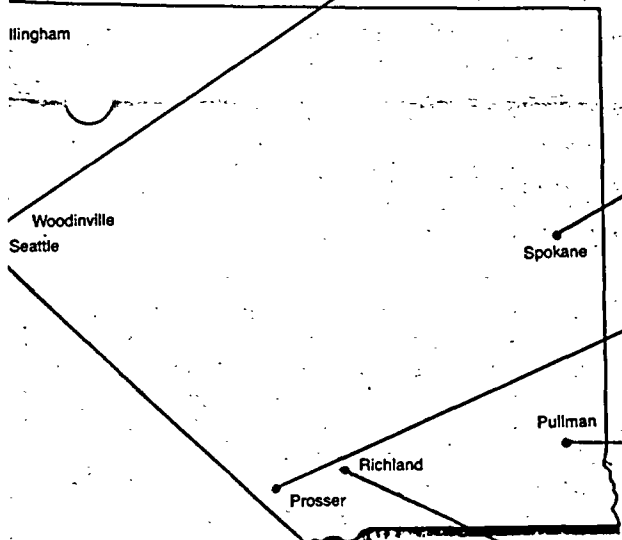 llingham
Woodinville
Seattle
Spokane
Pullman
Richland
Prosser